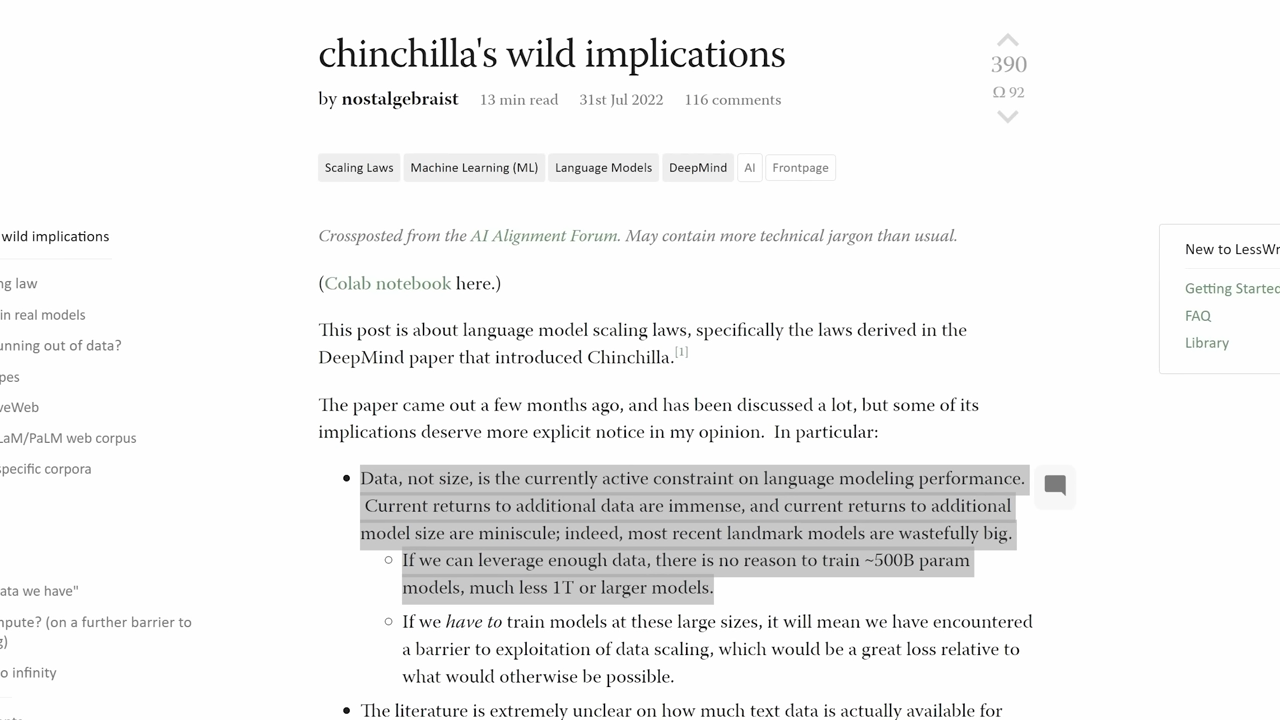 chinchilla's wild implications
390
by nostalgebraist 13 min read 31st Jul 2022 116 comments
Ω 92
Scaling Laws Machine Learning (ML) Language Models DeepMind AI Frontpage
wild implications
ng law
in real models
unning out of data?
pes
veWeb
LaM/PaLM web corpus
specific corpora
ata we have"
mpute? (on a further barrier to
g)
o infinity
Crossposted from the AI Alignment Forum. May contain more technical jargon than usual.
(Colab notebook here.)
This post is about language model scaling laws, specifically the laws derived in the
DeepMind paper that introduced Chinchilla.[1]
The paper came out a few months ago, and has been discussed a lot, but some of its
implications deserve more explicit notice in my opinion. In particular:
• Data, not size, is the currently active constraint on language modeling performance.
Current returns to additional data are immense, and current returns to additional
model size are miniscule; indeed, most recent landmark models are wastefully big.
○ If we can leverage enough data, there is no reason to train ~500B param
models, much less 1T or larger models.
○ If we have to train models at these large sizes, it will mean we have encountered
a barrier to exploitation of data scaling, which would be a great loss relative to
what would otherwise be possible.
• The literature is extremely unclear on how much text data is actually available for
New to LessWr
Getting Started
FAQ
Library